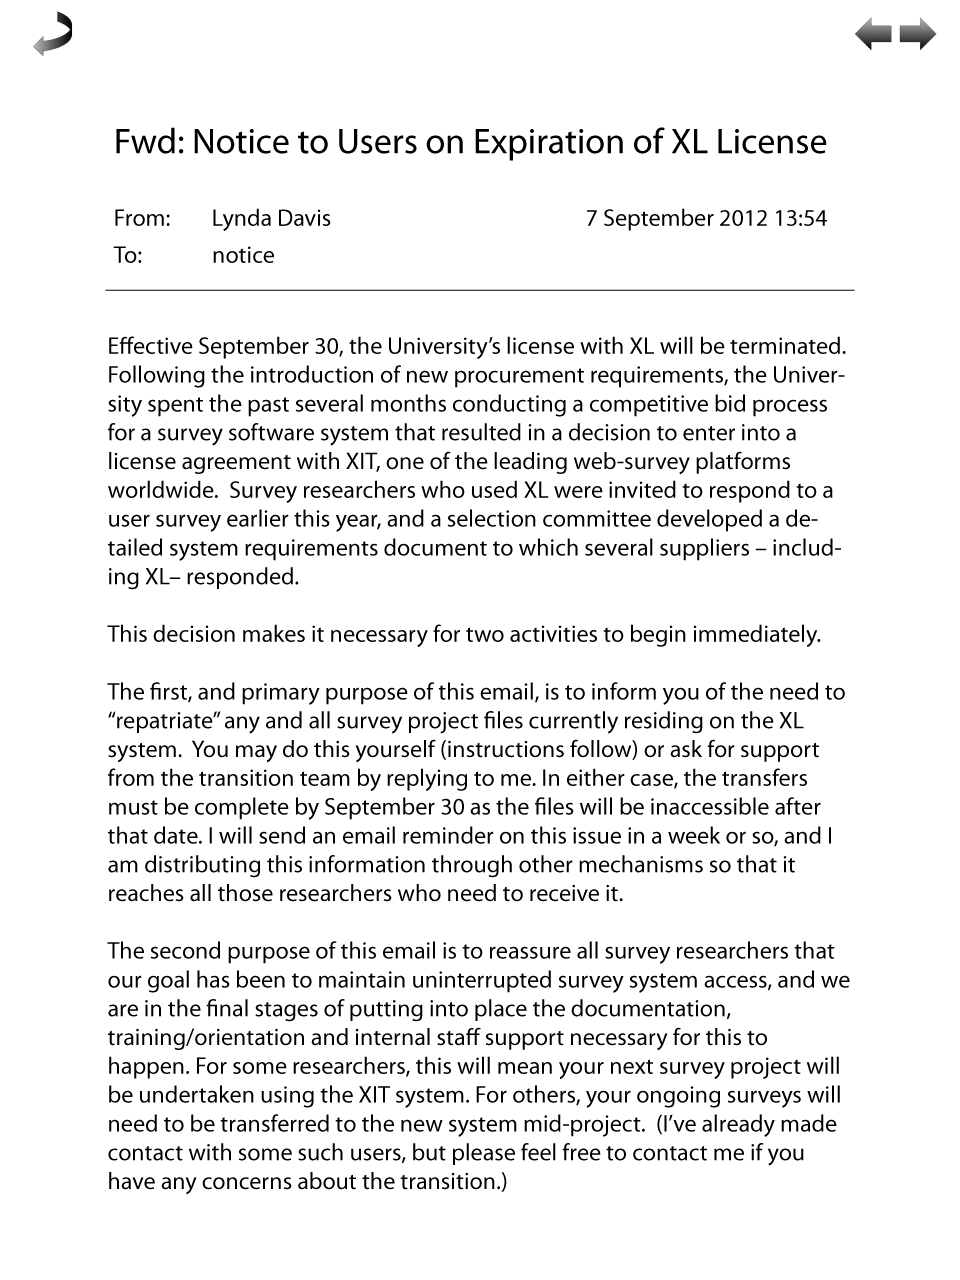 Fwd: Notice to Users on Expiration of XL License
From: Lynda Davis 7 September 2012 13:54
To: notice
Effective September 30, the University’s license with XL will be terminated.
Following the introduction of new procurement requirements, the Univer-
sity spent the past several months conducting a competitive bid process
for a survey software system that resulted in a decision to enter into a
license agreement with XIT, one of the leading web-survey platforms
worldwide.  Survey researchers who used XL were invited to respond to a
user survey earlier this year, and a selection committee developed a de-
tailed system requirements document to which several suppliers – includ-
ing XL– responded.
This decision makes it necessary for two activities to begin immediately.
The first, and primary purpose of this email, is to inform you of the need to
“repatriate” any and all survey project files currently residing on the XL
system.  You may do this yourself (instructions follow) or ask for support
from the transition team by replying to me. In either case, the transfers
must be complete by September 30 as the files will be inaccessible after
that date. I will send an email reminder on this issue in a week or so, and I
am distributing this information through other mechanisms so that it
reaches all those researchers who need to receive it.
The second purpose of this email is to reassure all survey researchers that
our goal has been to maintain uninterrupted survey system access, and we
are in the final stages of putting into place the documentation,
training/orientation and internal staff support necessary for this to
happen. For some researchers, this will mean your next survey project will
be undertaken using the XIT system. For others, your ongoing surveys will
need to be transferred to the new system mid-project.  (I’ve already made
contact with some such users, but please feel free to contact me if you
have any concerns about the transition.)